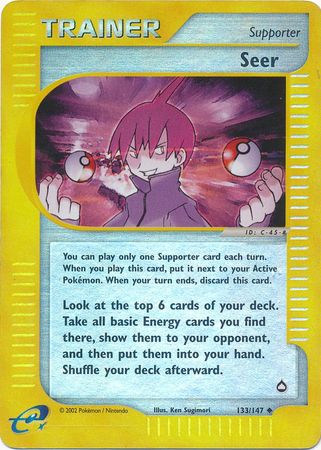 TRAINER
Supporter
Seer
ID: C-45-#
You can play only one Supporter card each turn.
When you play this card, put it next to your Active
Pokémon. When your turn ends, discard this card.
Look at the top 6 cards of your deck.
Take all basic Energy cards you find
there, show them to your opponent,
and then put them into your hand.
Shuffle your deck afterward.
e
© 2002 Pokémon / Nintendo
Illus. Ken Sugimori
133/147 ◆